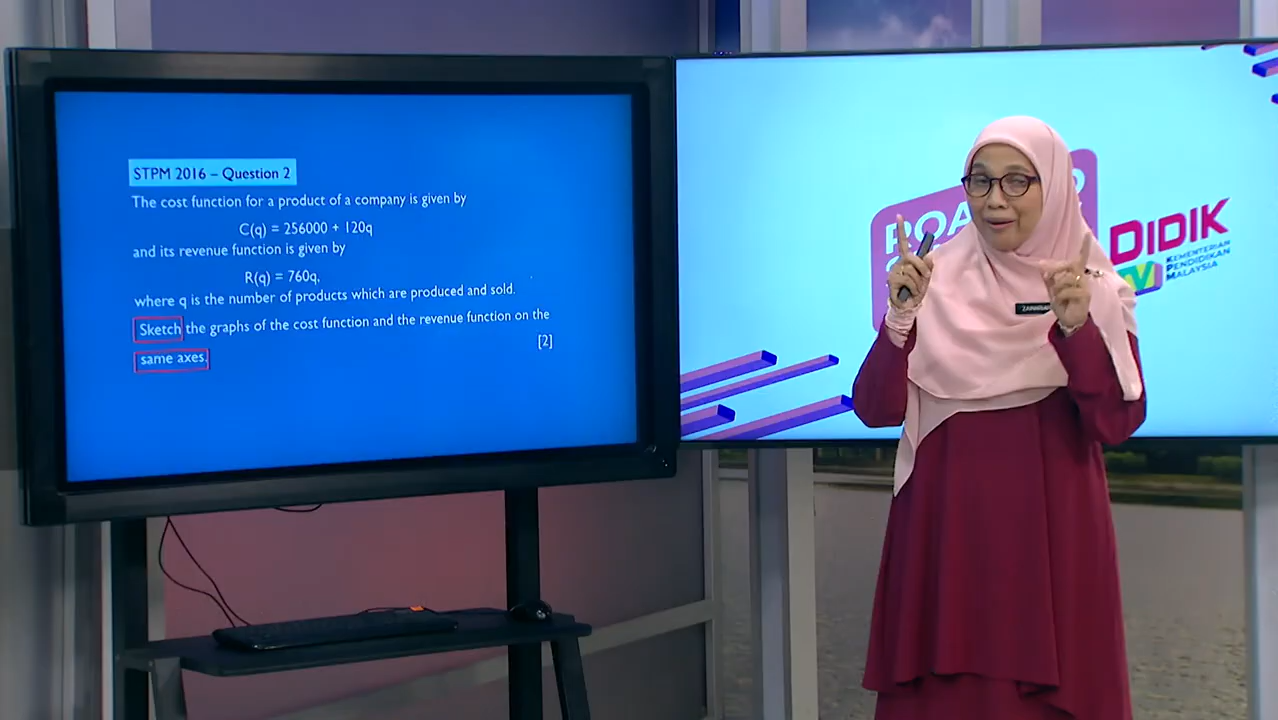 STPM 2016 – Question 2
The cost function for a product of a company is given by
C(q) = 256000 + 120q
and its revenue function is given by
R(q) = 760q,
where q is the number of products which are produced and sold.
Sketch the graphs of the cost function and the revenue function on the
[2]
same axes.
DIDIK
TV
KEMENTERIAN
PENDIDIKAN
MALAYSIA